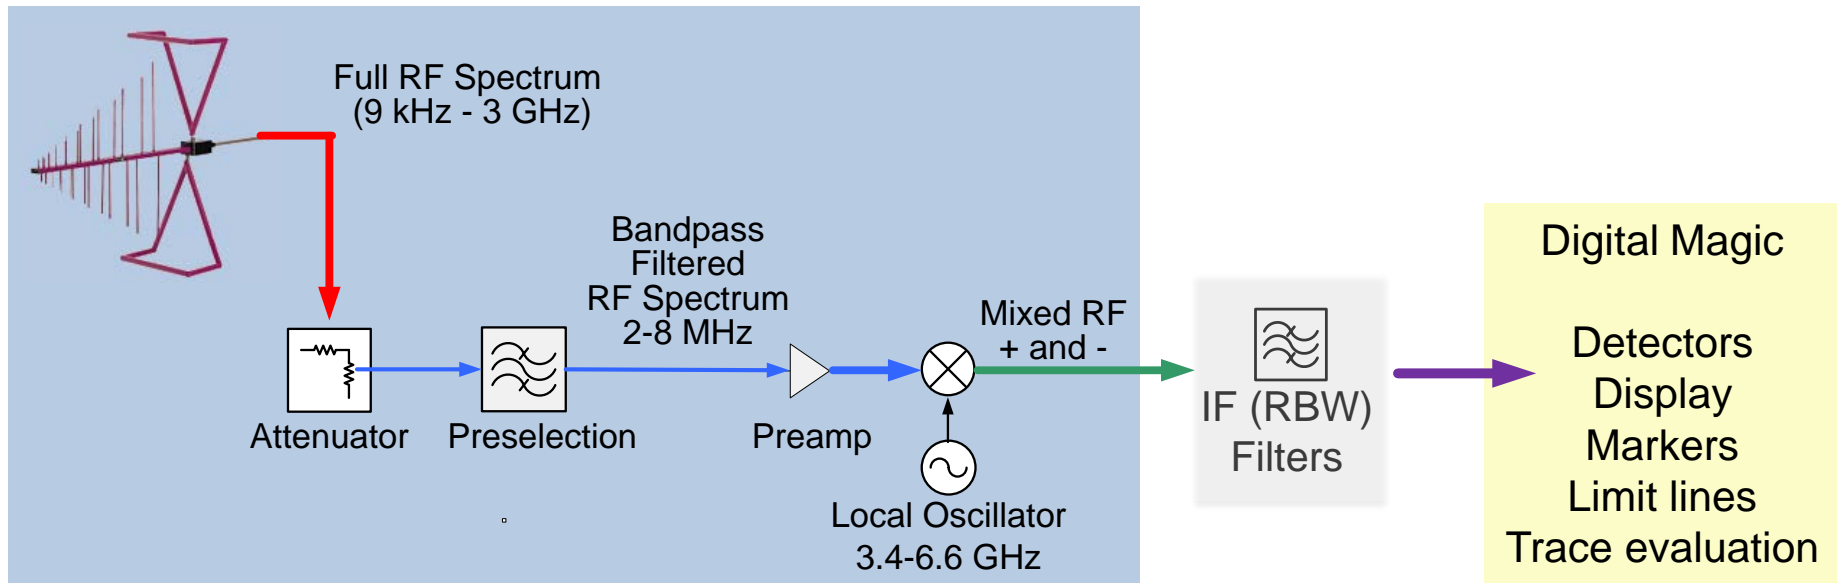 Full RF Spectrum
(9 kHz - 3 GHz)
Bandpass
Filtered
RF Spectrum
2-8 MHz
Mixed RF
+ and -
Attenuator
Preselection
Preamp
Local Oscillator
3.4-6.6 GHz
IF (RBW)
Filters
Digital Magic
Detectors
Display
Markers
Limit lines
Trace evaluation